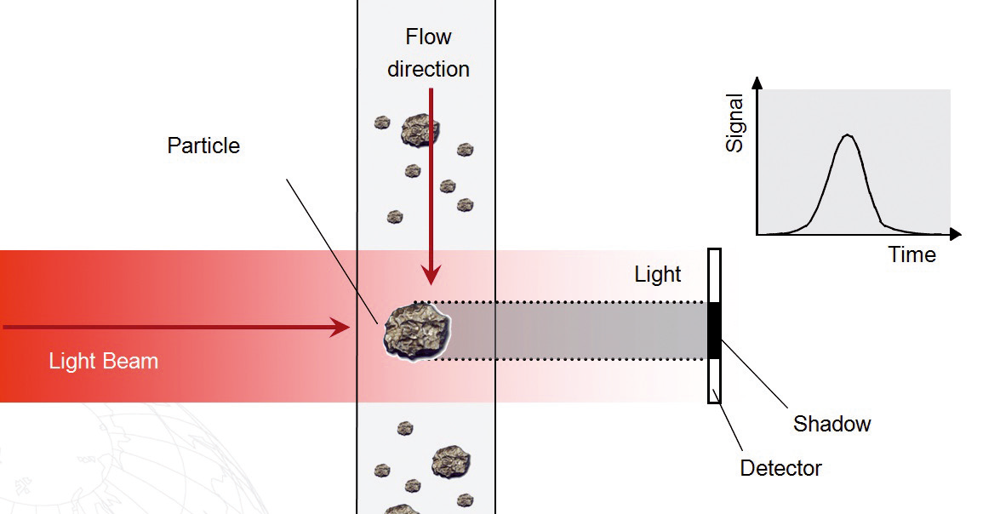 Flow
direction
Particle
Signal
Time
Light
Light Beam
Shadow
Detector